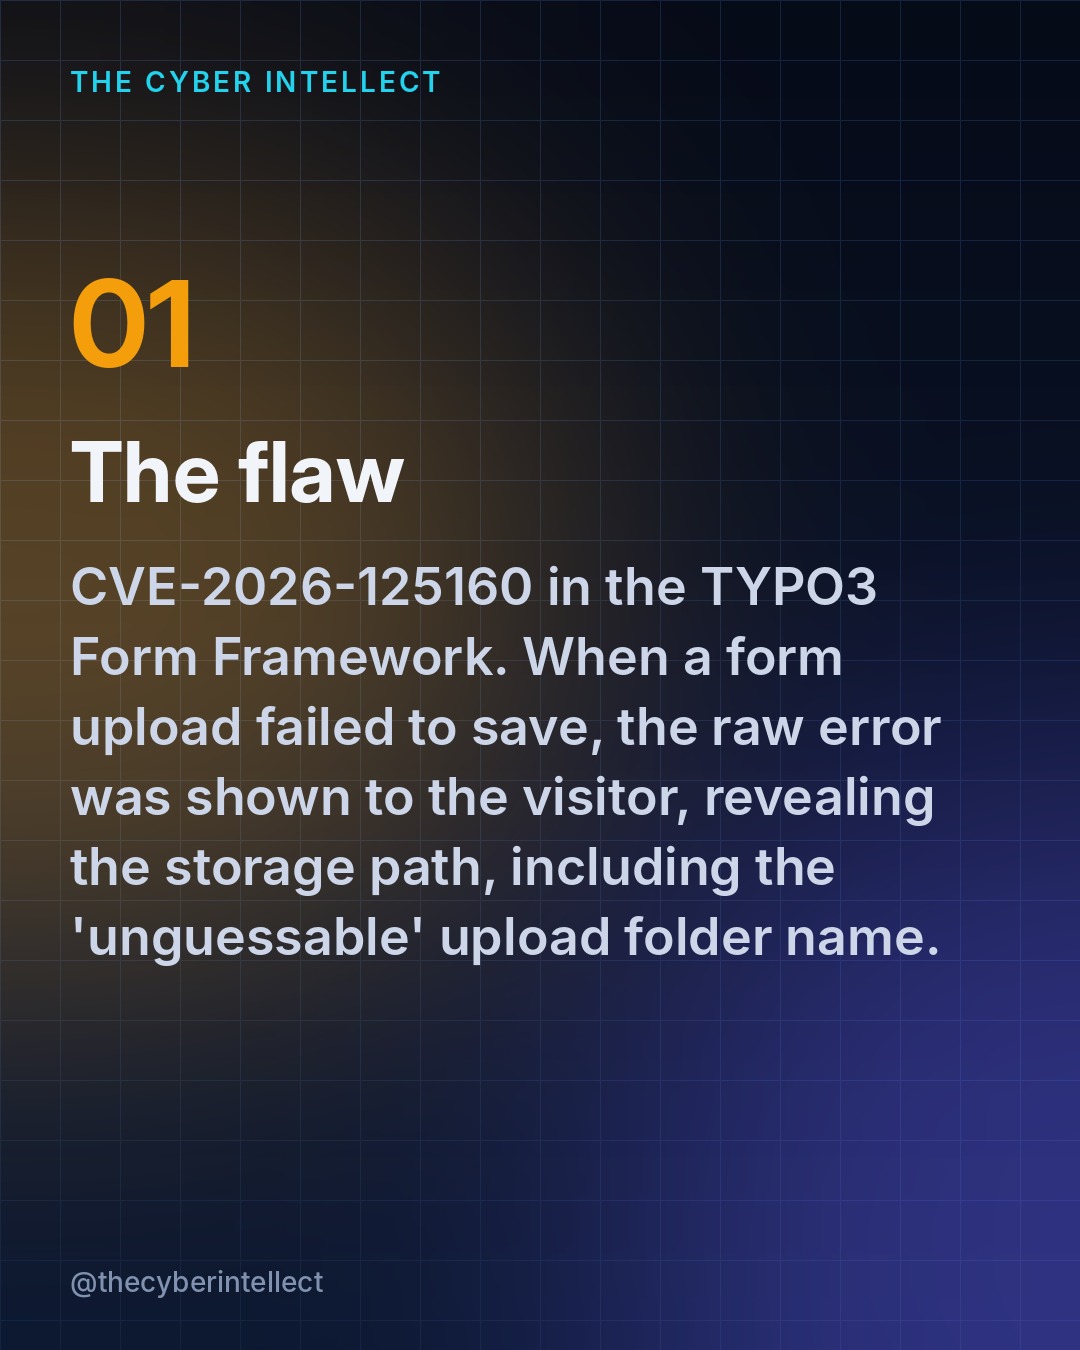 THE CYBER INTELLECT
01
The flaw
CVE-2026-125160 in the TYPO3
Form Framework. When a form
upload failed to save, the raw error
was shown to the visitor, revealing
the storage path, including the
'unguessable' upload folder name.
@thecyberintellect